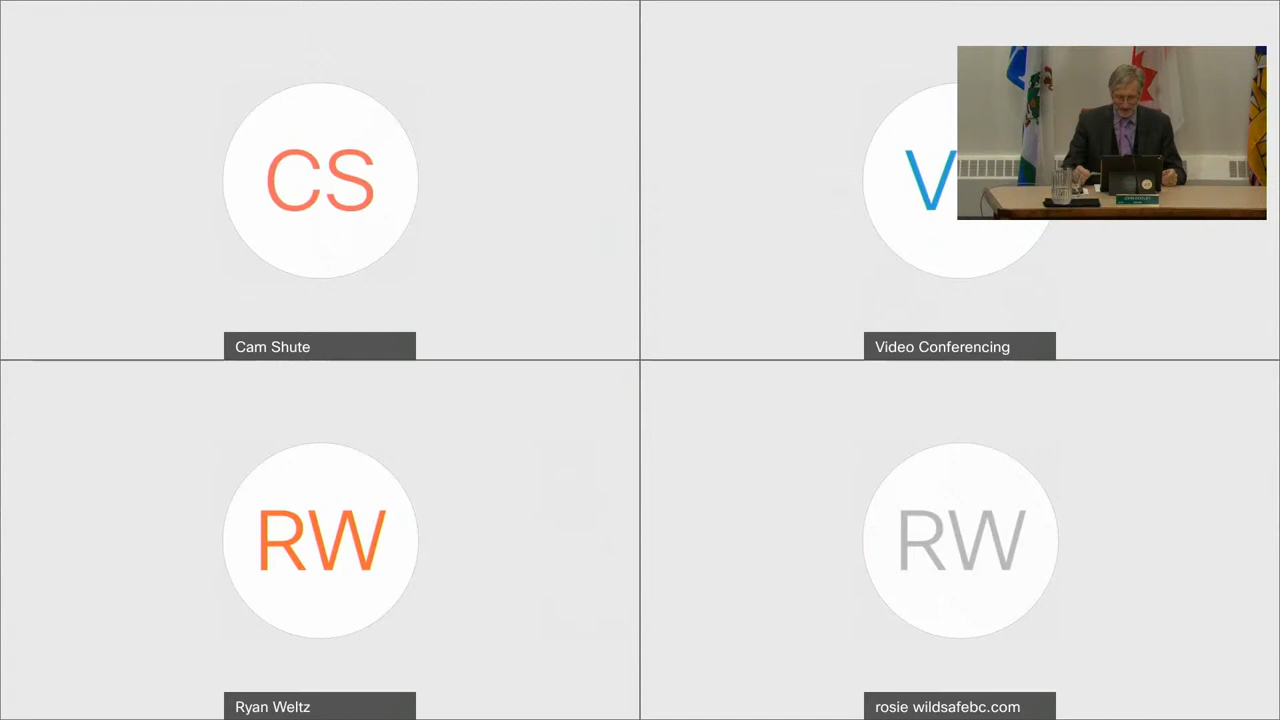 CS
V
Cam Shute
Video Conferencing
RW
RW
Ryan Weltz
rosie wildsafebc.com